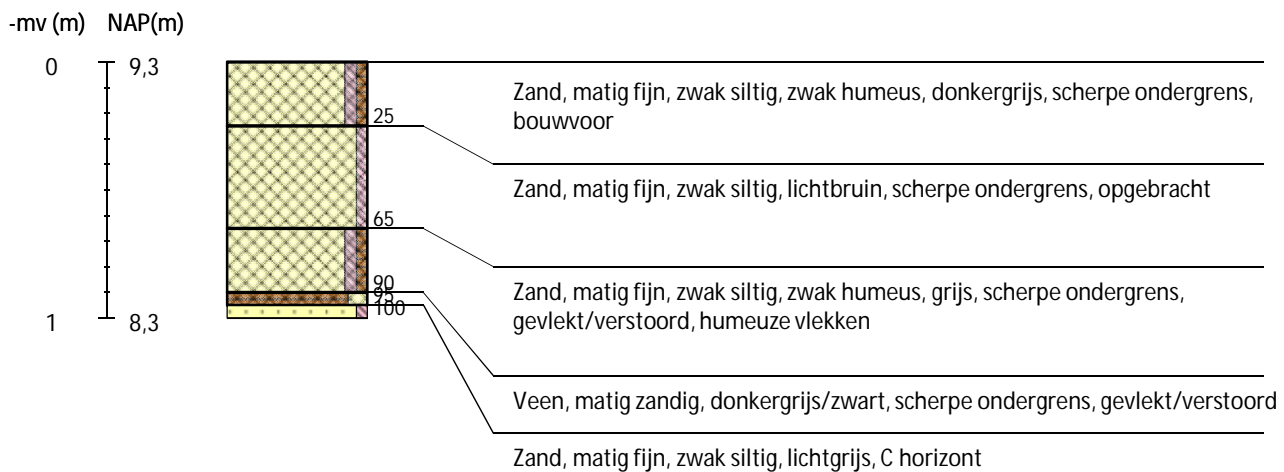 -mv (m) NAP(m)
0 9,3
Zand, matig fijn, zwak siltig, zwak humeus, donkergrijs, scherpe ondergrens,
bouwvoor
25
Zand, matig fijn, zwak siltig, lichtbruin, scherpe ondergrens, opgebracht
65
Zand, matig fijn, zwak siltig, zwak humeus, grijs, scherpe ondergrens,
gevlekt/verstoord, humeuze vlekken
90
95
100
1 8,3
Veen, matig zandig, donkergrijs/zwart, scherpe ondergrens, gevlekt/verstoord
Zand, matig fijn, zwak siltig, lichtgrijs, C horizont